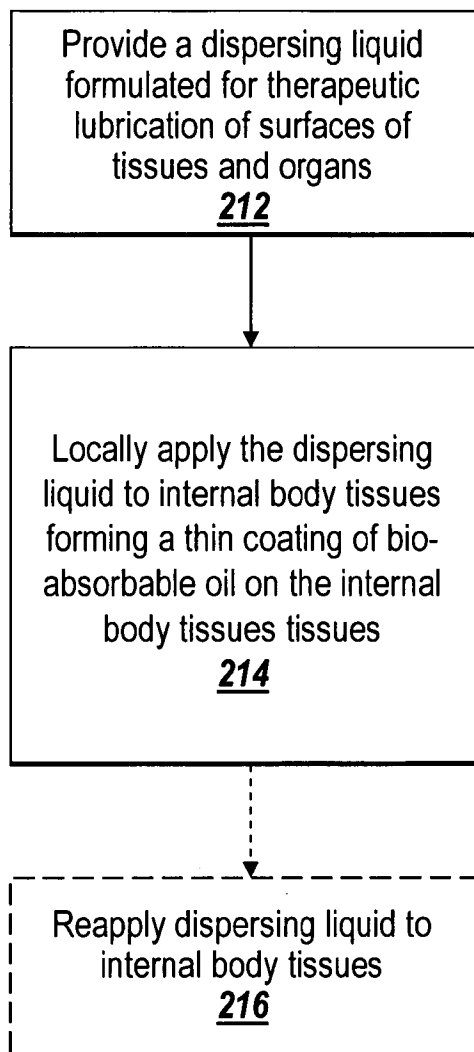 Provide a dispersing liquid
formulated for therapeutic
lubrication of surfaces of
tissues and organs
212
Locally apply the dispersing
liquid to internal body tissues
forming a thin coating of bio-
absorbable oil on the internal
body tissues tissues
214
Reapply dispersing liquid to
internal body tissues
216